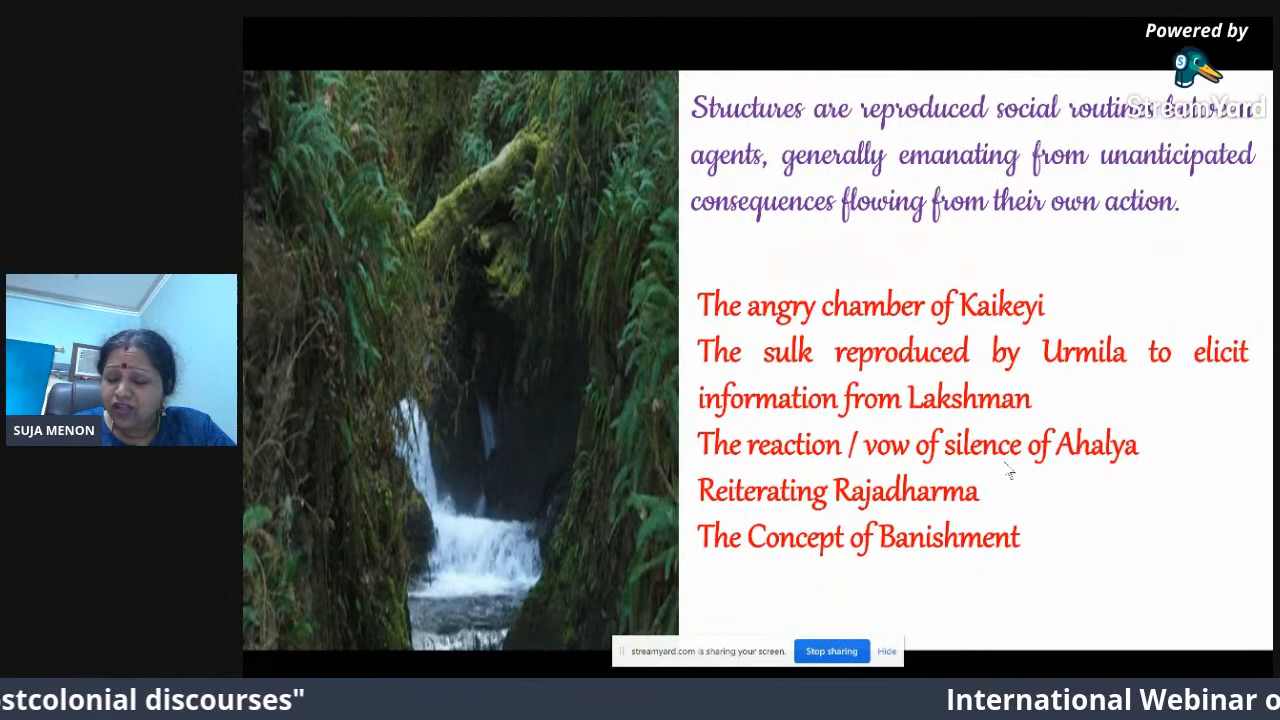 Powered by
StreamYard
Structures are reproduced social routines between
agents, generally emanating from unanticipated
consequences flowing from their own action.
The angry chamber of Kaikeyi
The sulk reproduced by Urmila to elicit
information from Lakshman
The reaction / vow of silence of Ahalya
Reiterating Rajadharma
The Concept of Banishment
SUJA MENON
streamyard.com is sharing your screen. Stop sharing Hide
stcolonial discourses" International Webinar o